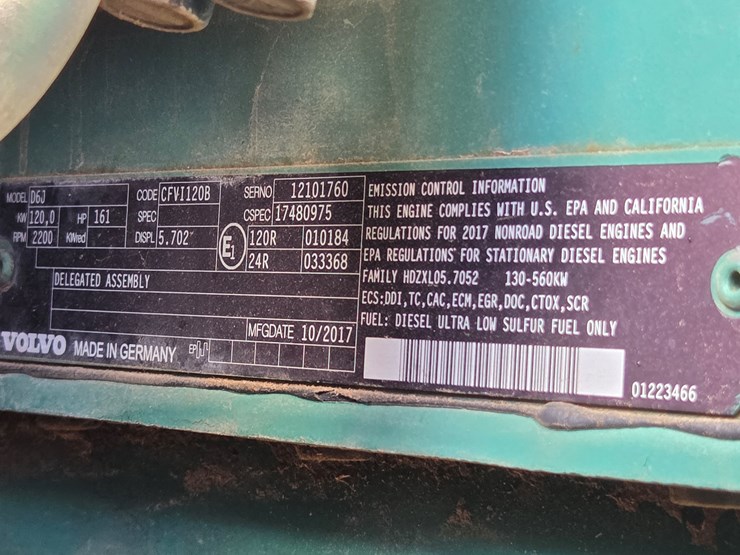 MODEL D6J CODE CFVI120B SERNO 12101760
KW 120,0 HP 161 SPEC CSPEC 17480975
RPM 2200 KWred DISPL 5.702 E1 120R 010184
24R 033368
DELEGATED ASSEMBLY
MFGDATE 10/2017
VOLVO MADE IN GERMANY EP
EMISSION CONTROL INFORMATION
THIS ENGINE COMPLIES WITH U.S. EPA AND CALIFORNIA
REGULATIONS FOR 2017 NONROAD DIESEL ENGINES AND
EPA REGULATIONS FOR STATIONARY DIESEL ENGINES
FAMILY HDZXL05.7052 130-560KW
ECS:DDI,TC,CAC,ECM,EGR,DOC,CTOX,SCR
FUEL: DIESEL ULTRA LOW SULFUR FUEL ONLY
01223466